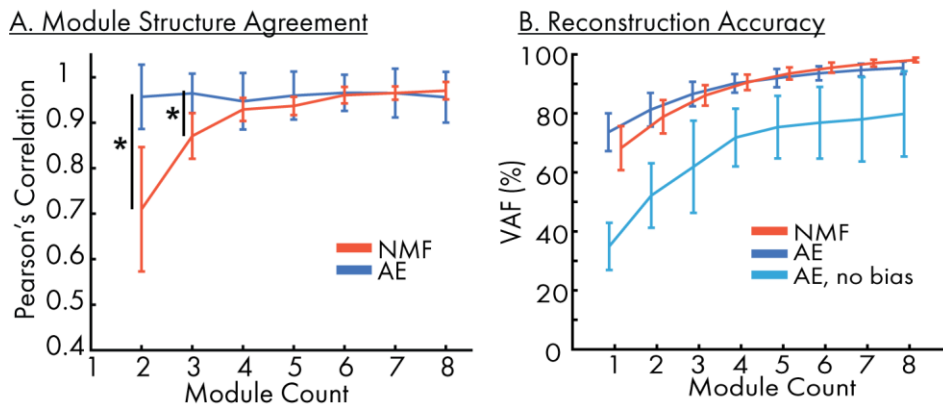 A. Module Structure Agreement
Pearson's Correlation
1
0.9
0.8
0.7
0.6
0.5
0.4
*
*
NMF
AE
1 2 3 4 5 6 7 8
Module Count
B. Reconstruction Accuracy
VAF (%)
100
80
60
40
20
0
NMF
AE
AE, no bias
1 2 3 4 5 6 7 8
Module Count